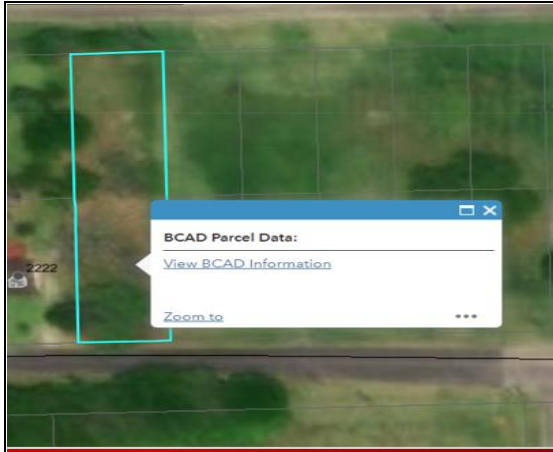 BCAD Parcel Data:
View BCAD Information
2222
Zoom to